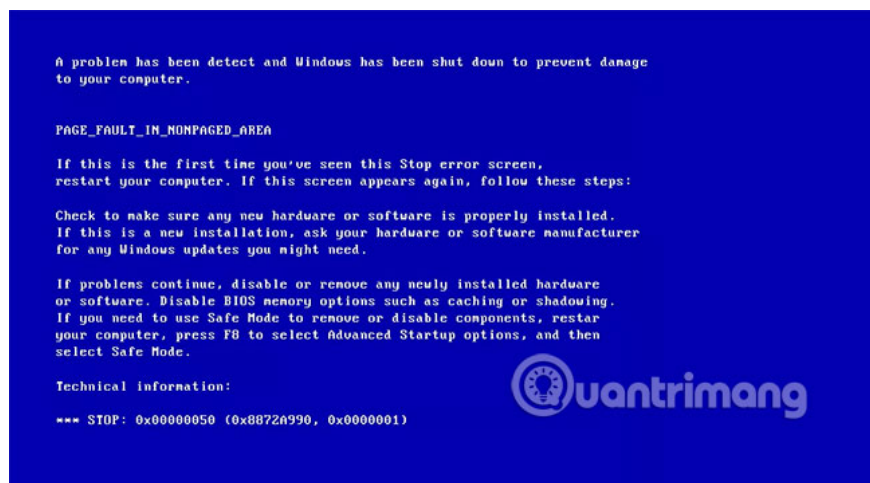 A problem has been detect and Windows has been shut down to prevent damage
to your computer.
PAGE_FAULT_IN_NONPAGED_AREA
If this is the first time you've seen this Stop error screen,
restart your computer. If this screen appears again, follow these steps:
Check to make sure any new hardware or software is properly installed.
If this is a new installation, ask your hardware or software manufacturer
for any Windows updates you might need.
If problems continue, disable or remove any newly installed hardware
or software. Disable BIOS memory options such as caching or shadowing.
If you need to use Safe Mode to remove or disable components, restar
your computer, press F8 to select Advanced Startup options, and then
select Safe Mode.
Technical information:
*** STOP: 0x00000050 (0x8872A990, 0x0000001)
Quantrimang